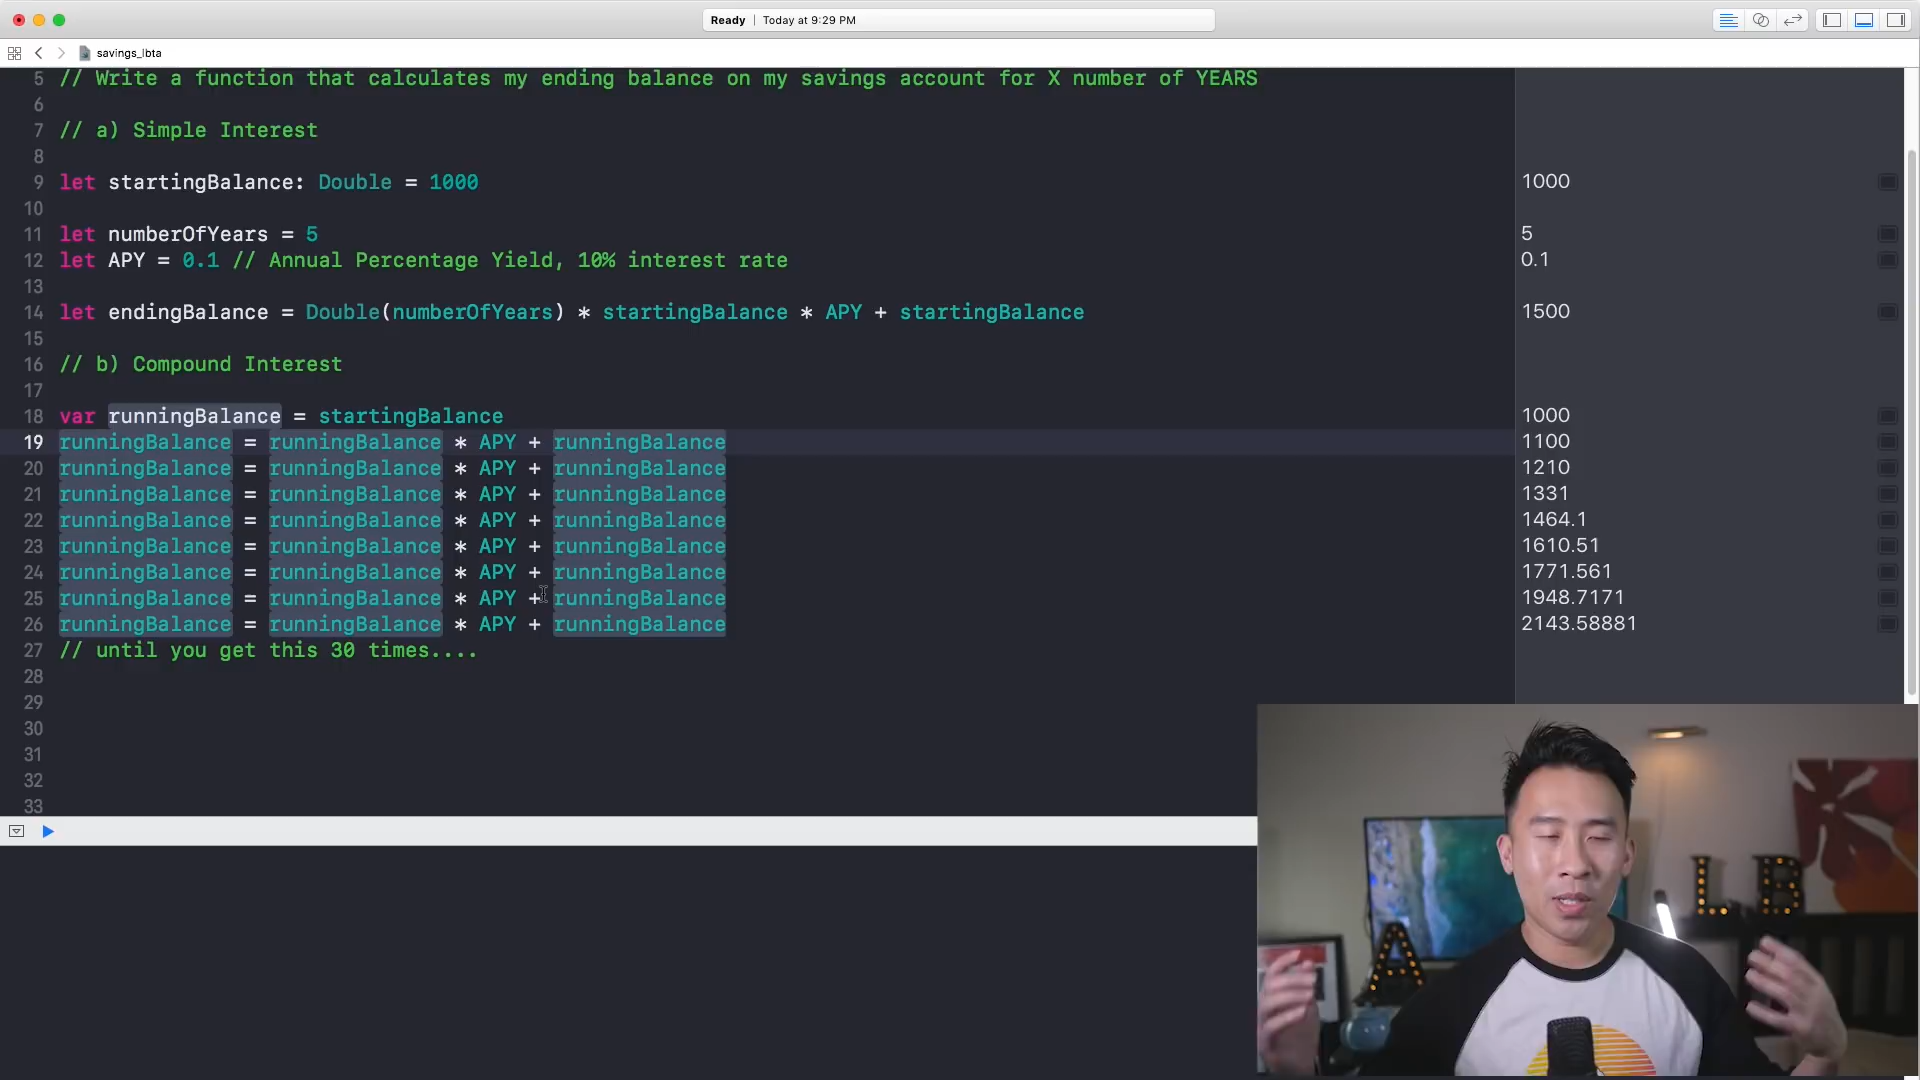 Ready | Today at 9:29 PM
savings_lbta
5 // Write a function that calculates my ending balance on my savings account for X number of YEARS
6
7 // a) Simple Interest
8
9 let startingBalance: Double = 1000 1000
10
11 let numberOfYears = 5 5
12 let APY = 0.1 // Annual Percentage Yield, 10% interest rate 0.1
13
14 let endingBalance = Double(numberOfYears) * startingBalance * APY + startingBalance 1500
15
16 // b) Compound Interest
17
18 var runningBalance = startingBalance 1000
19 runningBalance = runningBalance * APY + runningBalance 1100
20 runningBalance = runningBalance * APY + runningBalance 1210
21 runningBalance = runningBalance * APY + runningBalance 1331
22 runningBalance = runningBalance * APY + runningBalance 1464.1
23 runningBalance = runningBalance * APY + runningBalance 1610.51
24 runningBalance = runningBalance * APY + runningBalance 1771.561
25 runningBalance = runningBalance * APY + runningBalance 1948.7171
26 runningBalance = runningBalance * APY + runningBalance 2143.58881
27 // until you get this 30 times....
28
29
30
31
32
33
L B
A